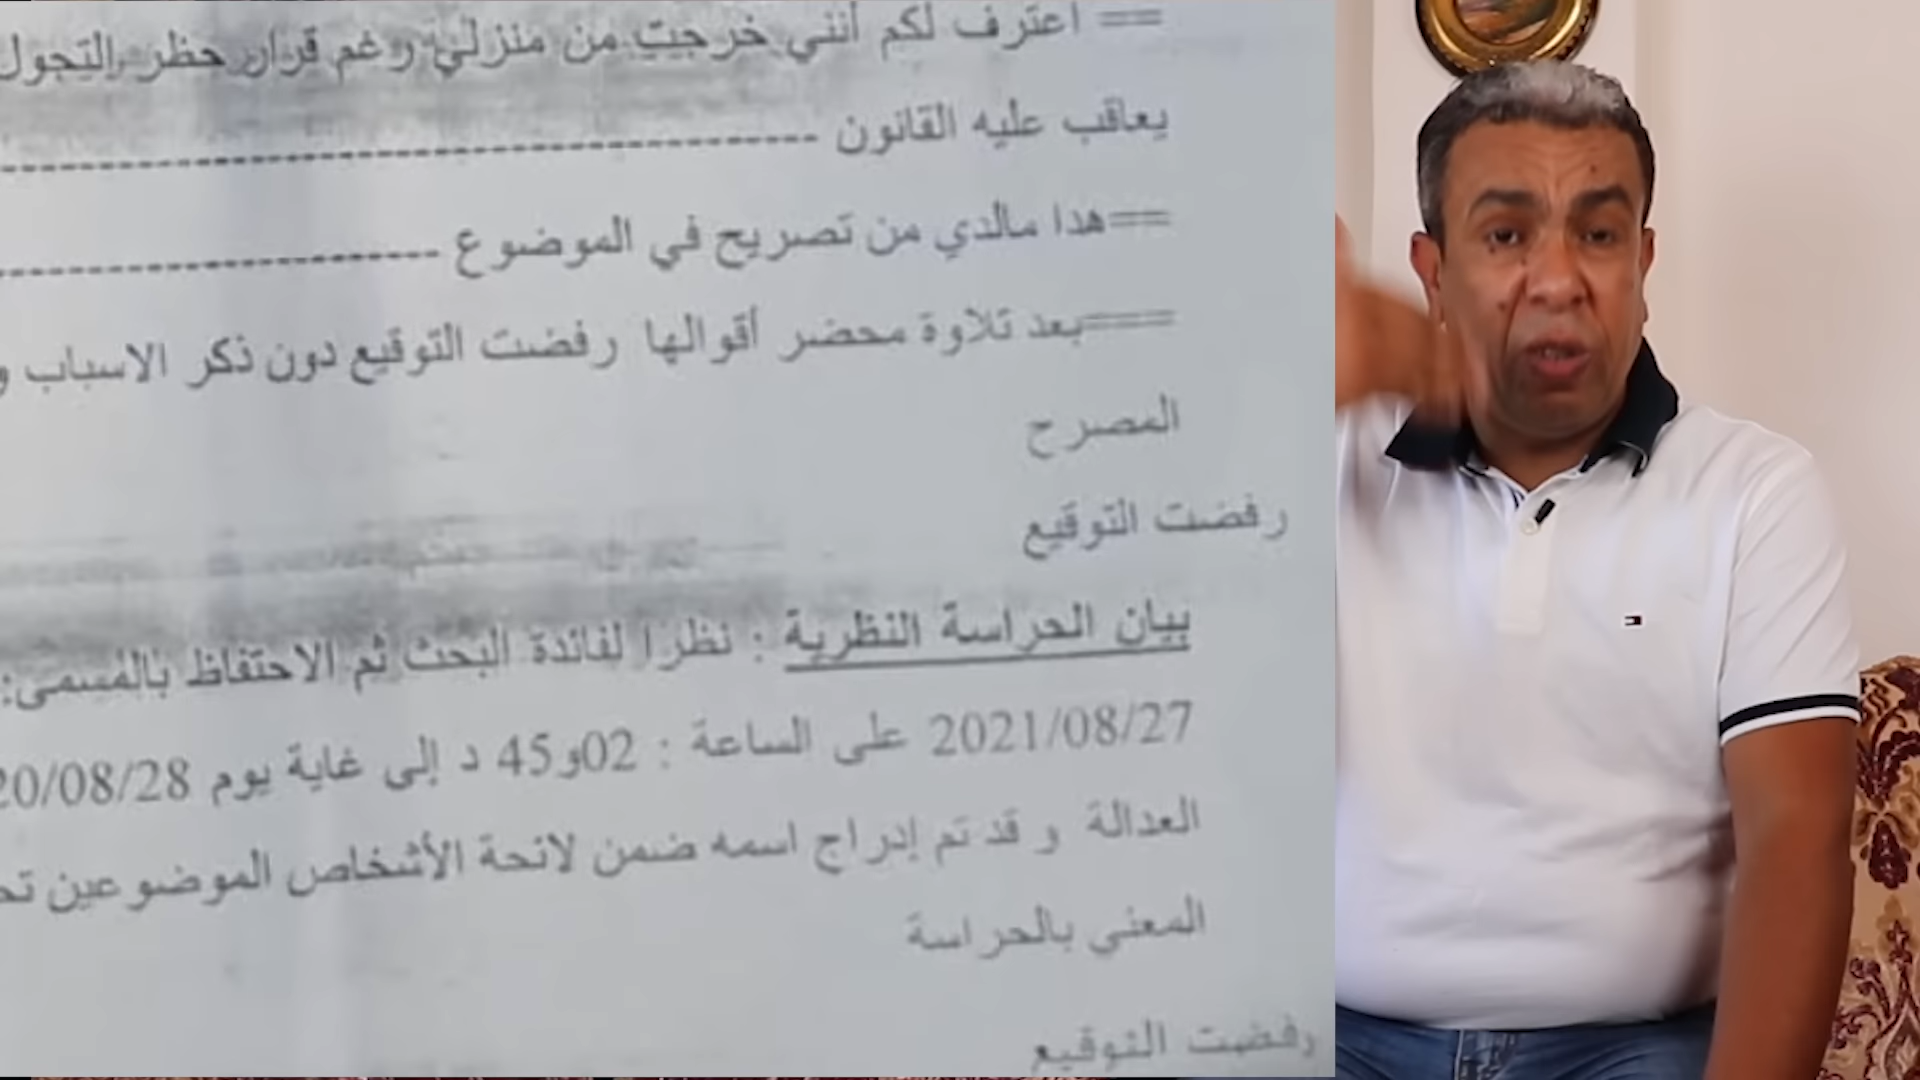 == اعترف لكم أنني خرجت من منزلي رغم قرار حظر التجول
يعاقب عليه القانون --------------------
==هدا مالدي من تصريح في الموضوع --------------------
===بعد تلاوة محضر أقوالها رفضت التوقيع دون ذكر الاسباب و
المصرح
رفضت التوقيع
بيان الحراسة النظرية : نظرا لفائدة البحث ثم الاحتفاظ بالمسمى:
2021/08/27 على الساعة : 02و45 د إلى غاية يوم 20/08/28
العدالة و قد تم إدراج اسمه ضمن لائحة الأشخاص الموضوعين تح
المعني بالحراسة
رفضت التوقيع